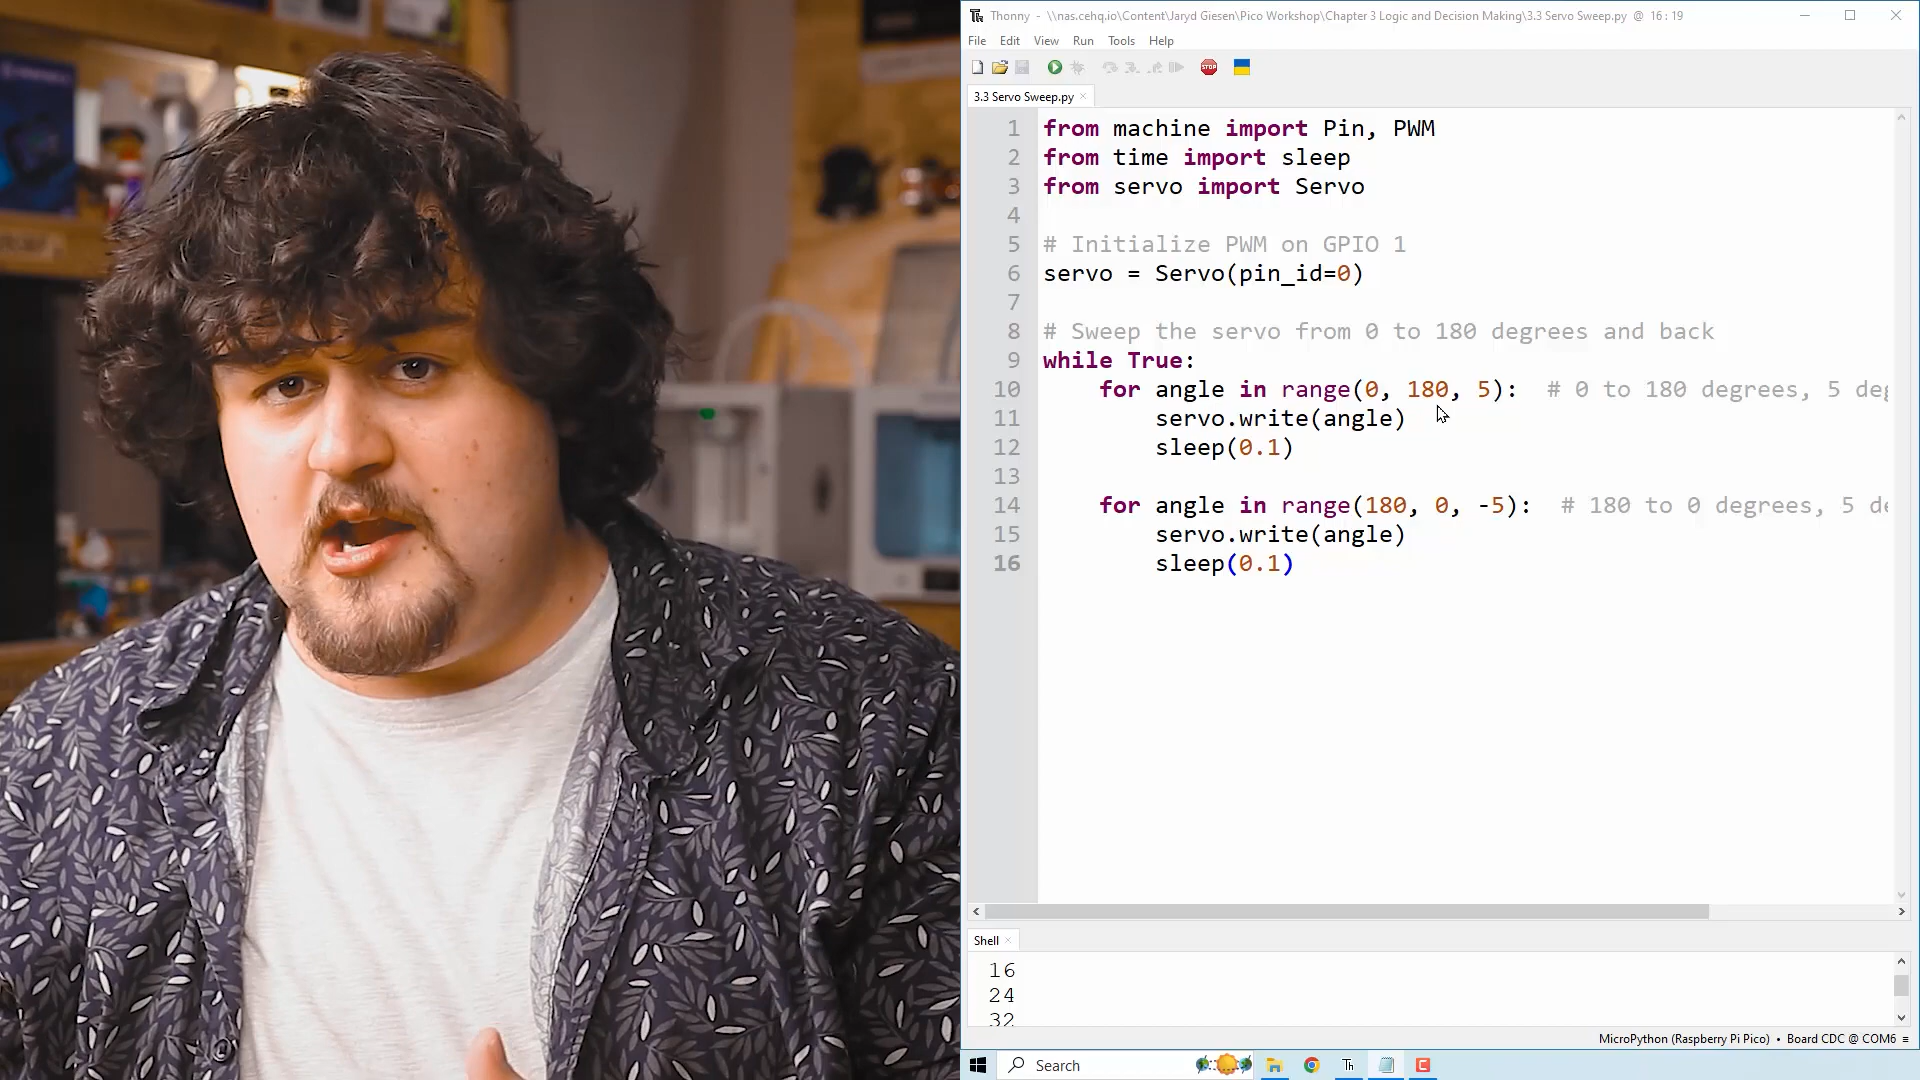 Thonny - \\nas.cehq.io\Content\Jaryd Giesen\Pico Workshop\Chapter 3 Logic and Decision Making\3.3 Servo Sweep.py @ 16 : 19
File Edit View Run Tools Help
STOP
3.3 Servo Sweep.py
1 from machine import Pin, PWM
2 from time import sleep
3 from servo import Servo
4
5 # Initialize PWM on GPIO 1
6 servo = Servo(pin_id=0)
7
8 # Sweep the servo from 0 to 180 degrees and back
9 while True:
10 for angle in range(0, 180, 5): # 0 to 180 degrees, 5 deg
11 servo.write(angle)
12 sleep(0.1)
13
14 for angle in range(180, 0, -5): # 180 to 0 degrees, 5 de
15 servo.write(angle)
16 sleep(0.1)
Shell
16
24
32
MicroPython (Raspberry Pi Pico) • Board CDC @ COM6 ≡
Search